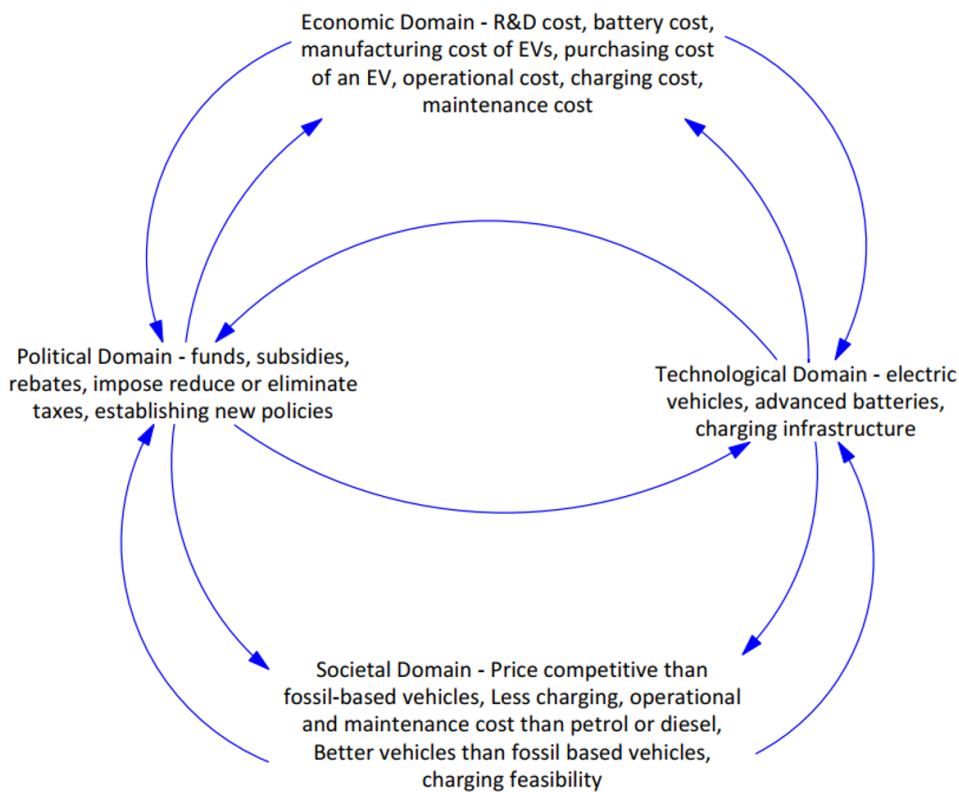 Economic Domain - R&D cost, battery cost,
manufacturing cost of EVs, purchasing cost
of an EV, operational cost, charging cost,
maintenance cost
Political Domain - funds, subsidies,
rebates, impose reduce or eliminate
taxes, establishing new policies
Technological Domain - electric
vehicles, advanced batteries,
charging infrastructure
Societal Domain - Price competitive than
fossil-based vehicles, Less charging, operational
and maintenance cost than petrol or diesel,
Better vehicles than fossil based vehicles,
charging feasibility